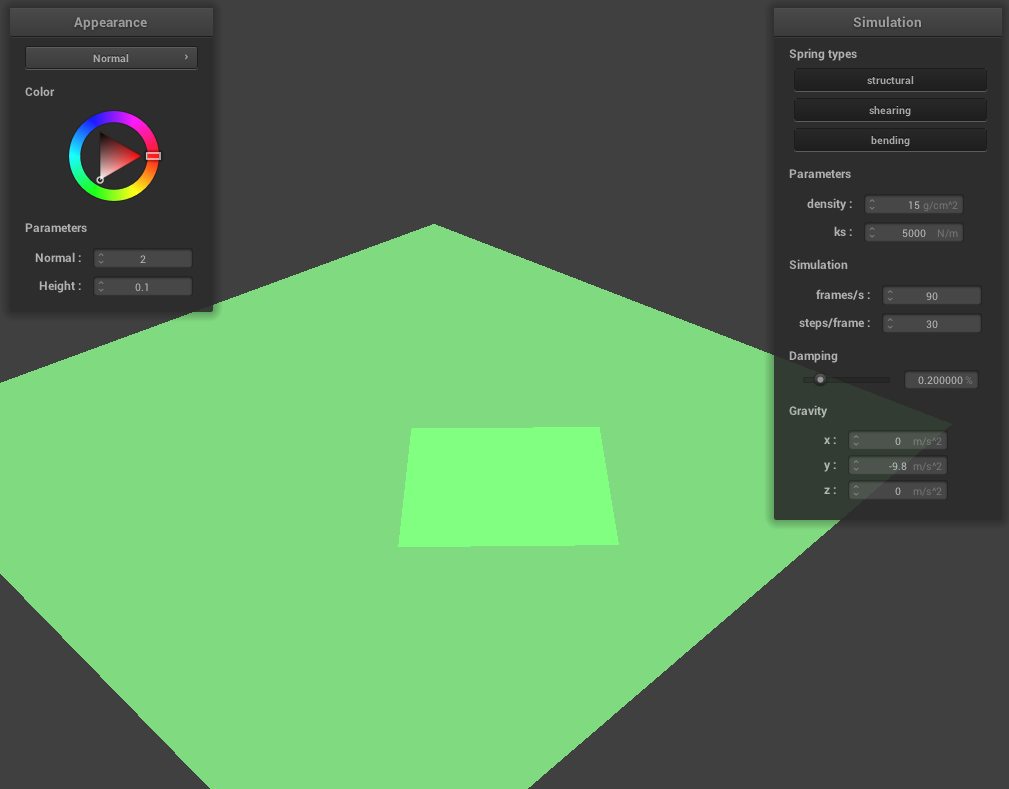 Appearance
Normal
Color
Parameters
Normal : 2
Height : 0.1
Simulation
Spring types
structural
shearing
bending
Parameters
density : 15 g/cm^2
ks : 5000 N/m
Simulation
frames/s : 90
steps/frame : 30
Damping
0.200000 %
Gravity
x : 0 m/s^2
y : -9.8 m/s^2
z : 0 m/s^2